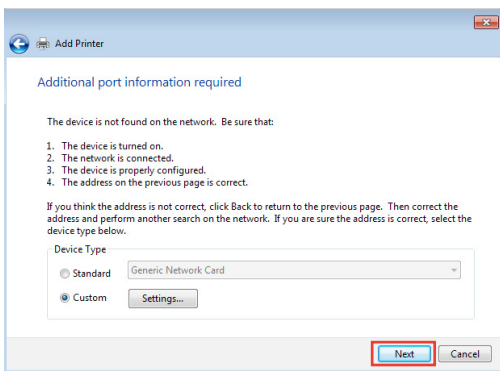 Add Printer
Additional port information required
The device is not found on the network. Be sure that:
1. The device is turned on.
2. The network is connected.
3. The device is properly configured.
4. The address on the previous page is correct.
If you think the address is not correct, click Back to return to the previous page. Then correct the
address and perform another search on the network. If you are sure the address is correct, select the
device type below.
Device Type
Standard Generic Network Card
Custom Settings...
Next Cancel